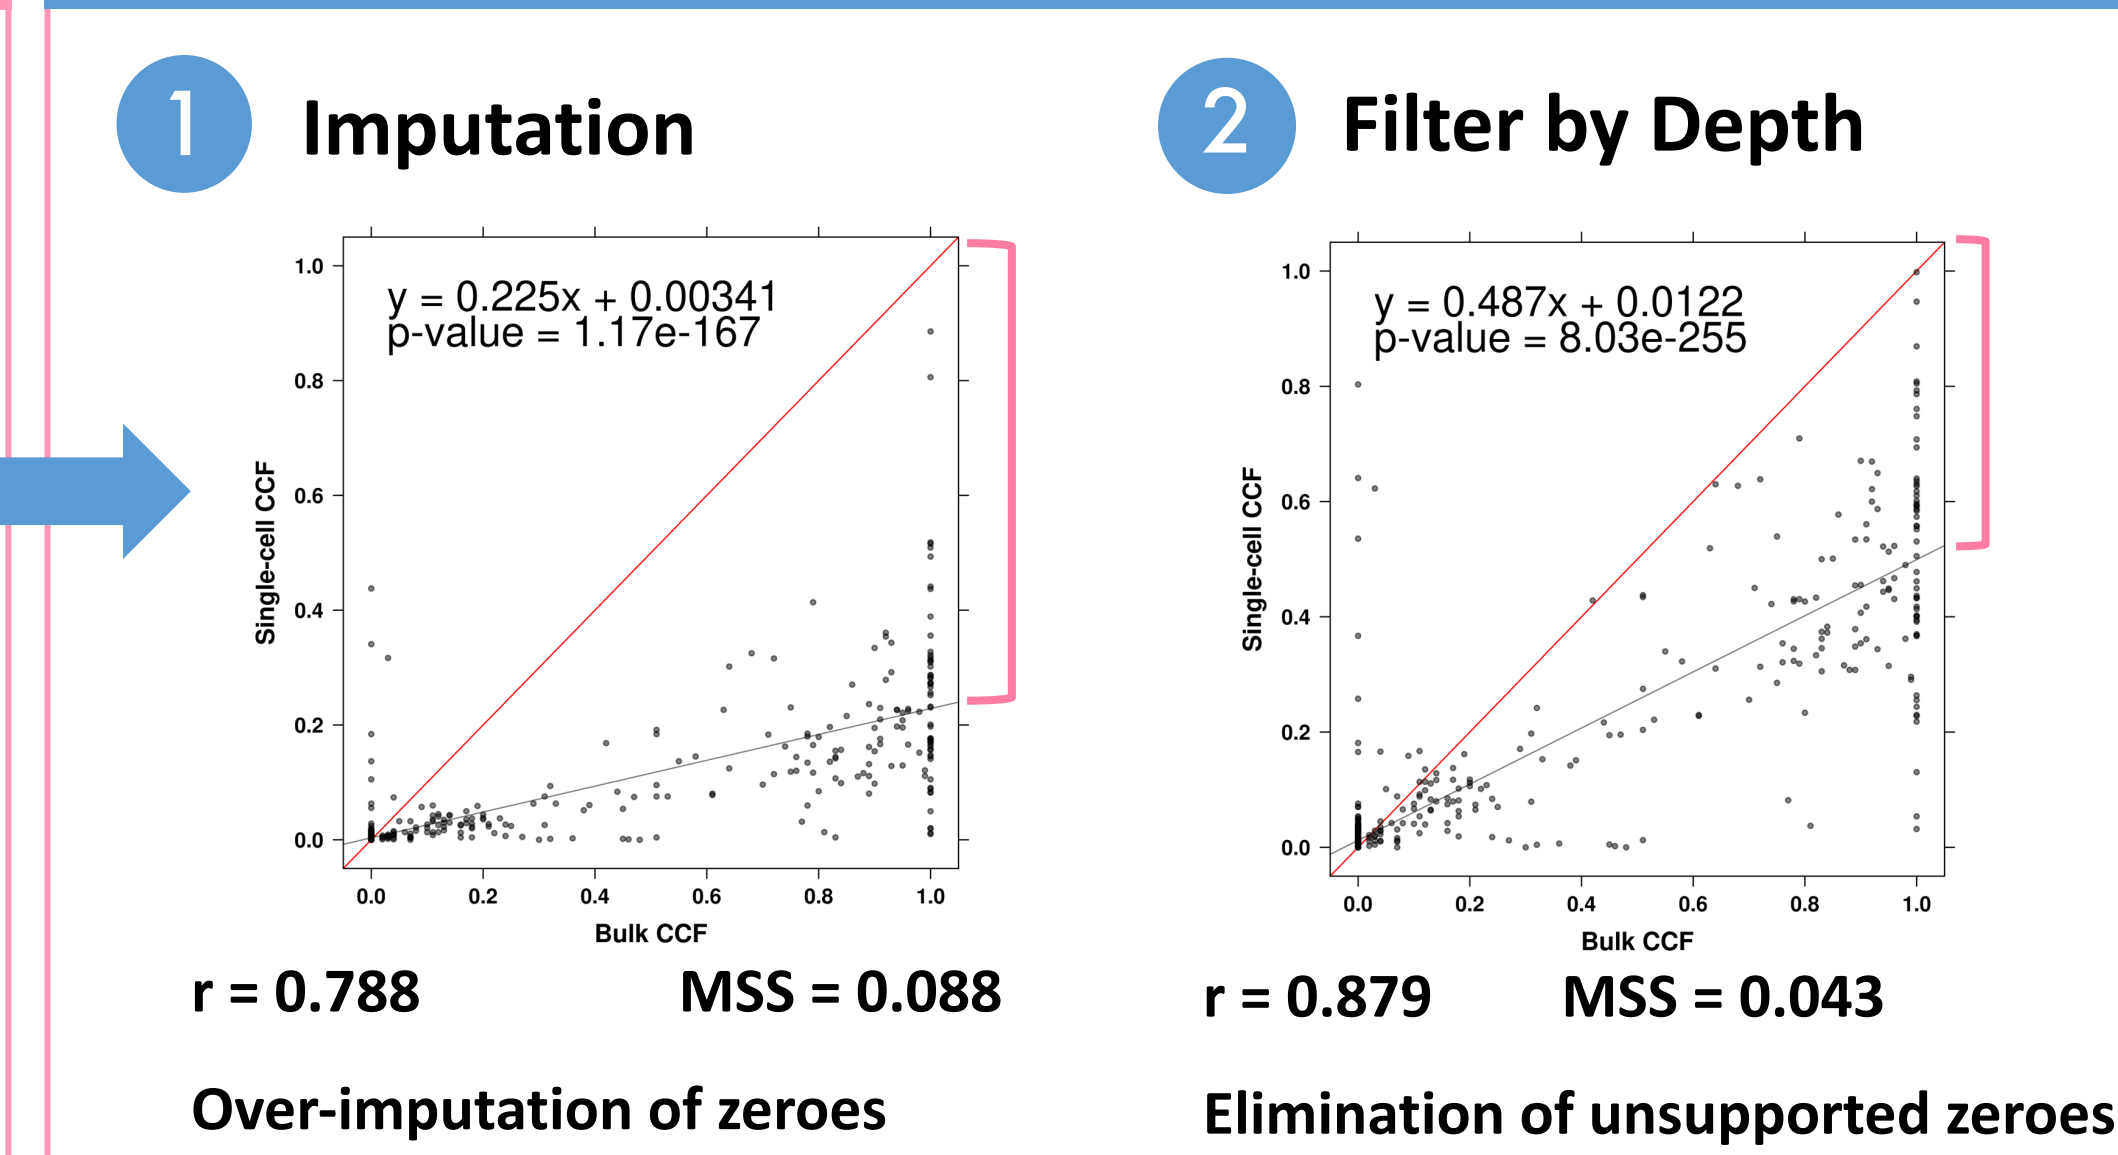 1 Imputation
y = 0.225x + 0.00341
p-value = 1.17e-167
Single-cell CCF
1.0
0.8
0.6
0.4
0.2
0.0
0.0 0.2 0.4 0.6 0.8 1.0
Bulk CCF
r = 0.788 MSS = 0.088
Over-imputation of zeroes
2 Filter by Depth
y = 0.487x + 0.0122
p-value = 8.03e-255
Single-cell CCF
1.0
0.8
0.6
0.4
0.2
0.0
0.0 0.2 0.4 0.6 0.8 1.0
Bulk CCF
r = 0.879 MSS = 0.043
Elimination of unsupported zeroes